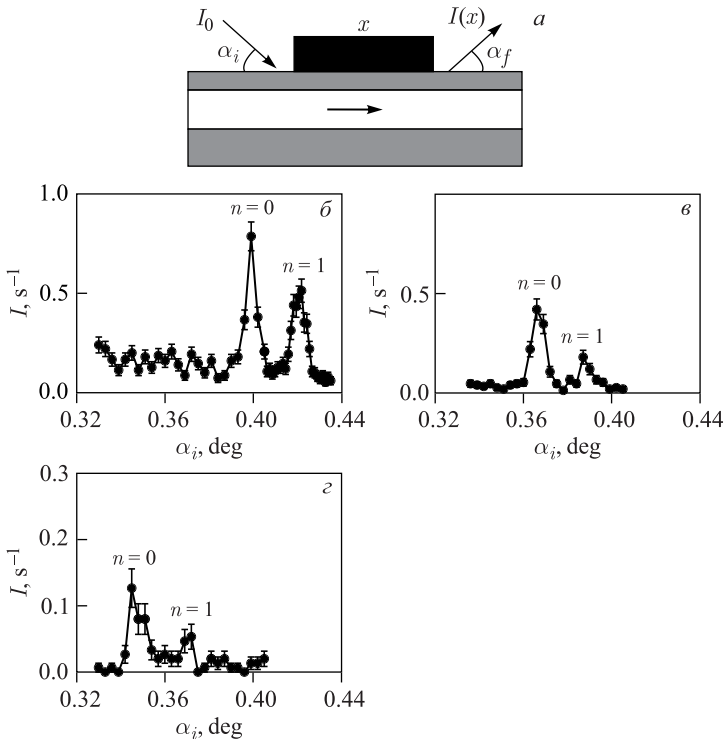 I₀ x I(x) а
αᵢ α_f
1.0 б в
n = 0
n = 1 n = 0
I, s⁻¹ 0.5 I, s⁻¹ 0.5
n = 1
0.0 0.0
0.32 0.36 0.40 0.44 0.32 0.36 0.40 0.44
αᵢ, deg αᵢ, deg
0.3 г
0.2
n = 0
I, s⁻¹
0.1 n = 1
0.0
0.32 0.36 0.40 0.44
αᵢ, deg